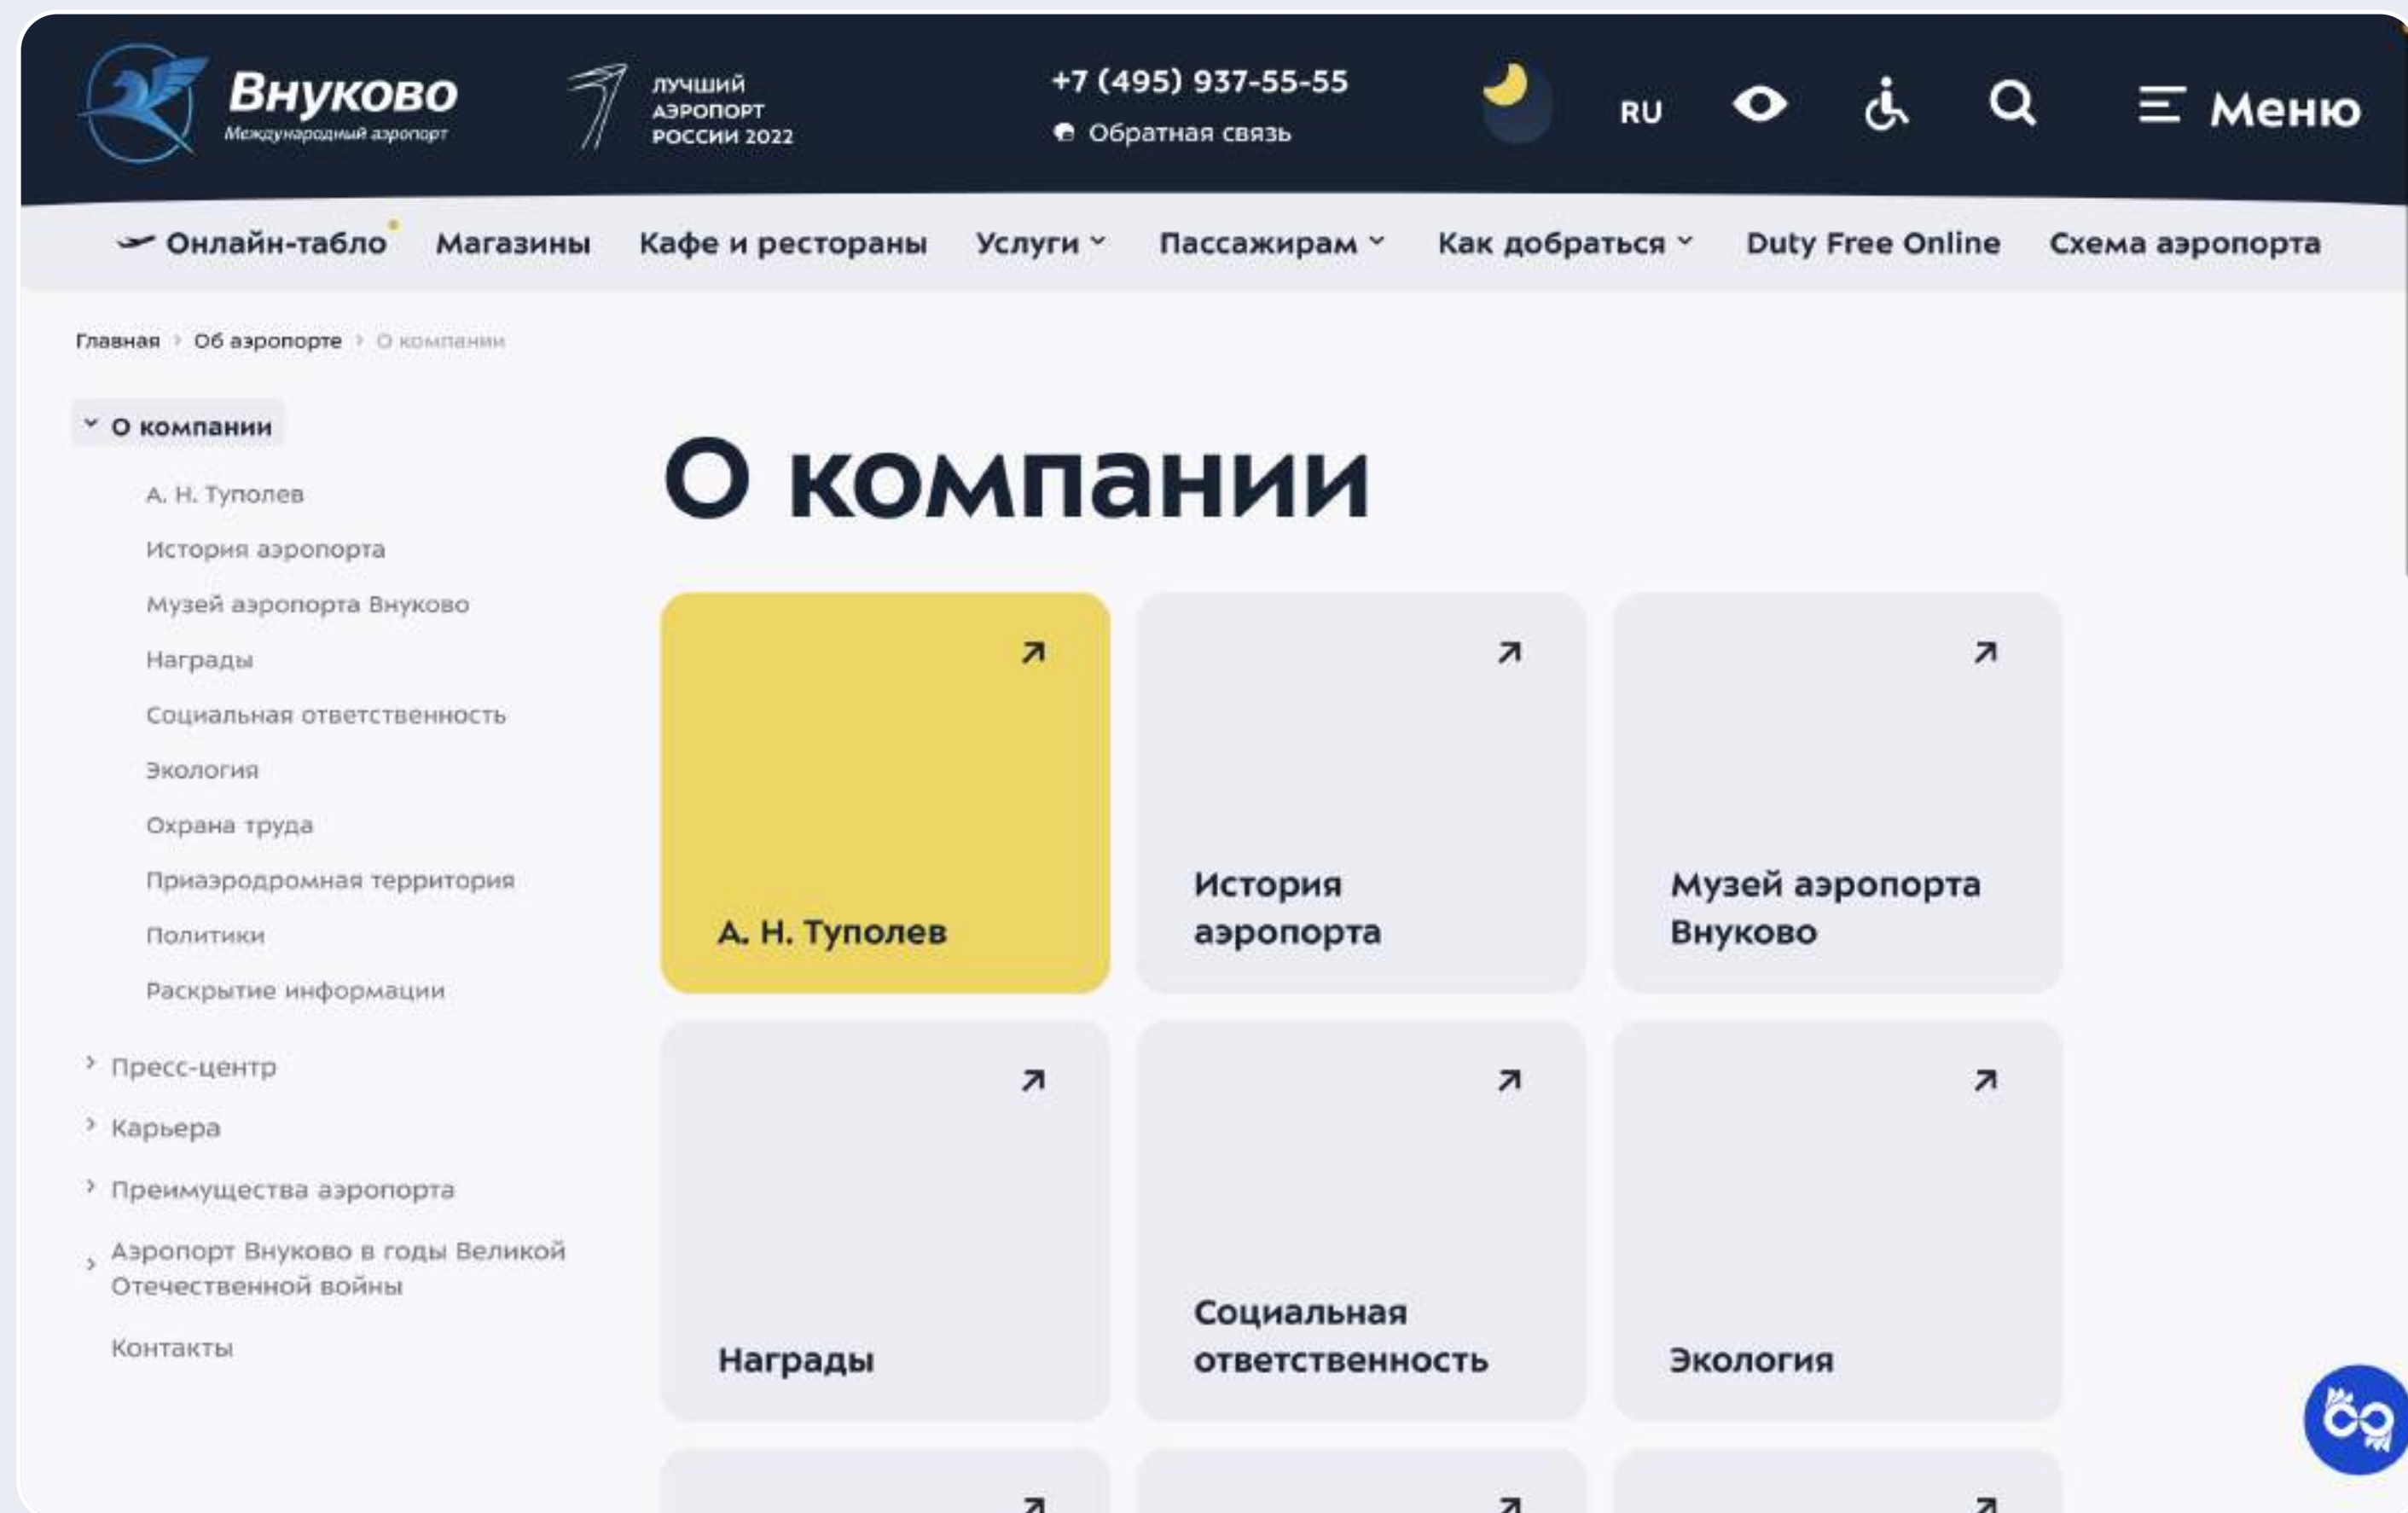 Внуково
Международный аэропорт
ЛУЧШИЙ
АЭРОПОРТ
РОССИИ 2022
+7 (495) 937-55-55
Обратная связь
RU
Меню
Онлайн-табло
Магазины
Кафе и рестораны
Услуги
Пассажирам
Как добраться
Duty Free Online
Схема аэропорта
Главная
Об аэропорте
О компании
О компании
А. Н. Туполев
История аэропорта
Музей аэропорта Внуково
Награды
Социальная ответственность
Экология
Охрана труда
Приаэродромная территория
Политики
Раскрытие информации
Пресс-центр
Карьера
Преимущества аэропорта
Аэропорт Внуково в годы Великой
Отечественной войны
Контакты
О компании
А. Н. Туполев
История
аэропорта
Музей аэропорта
Внуково
Награды
Социальная
ответственность
Экология